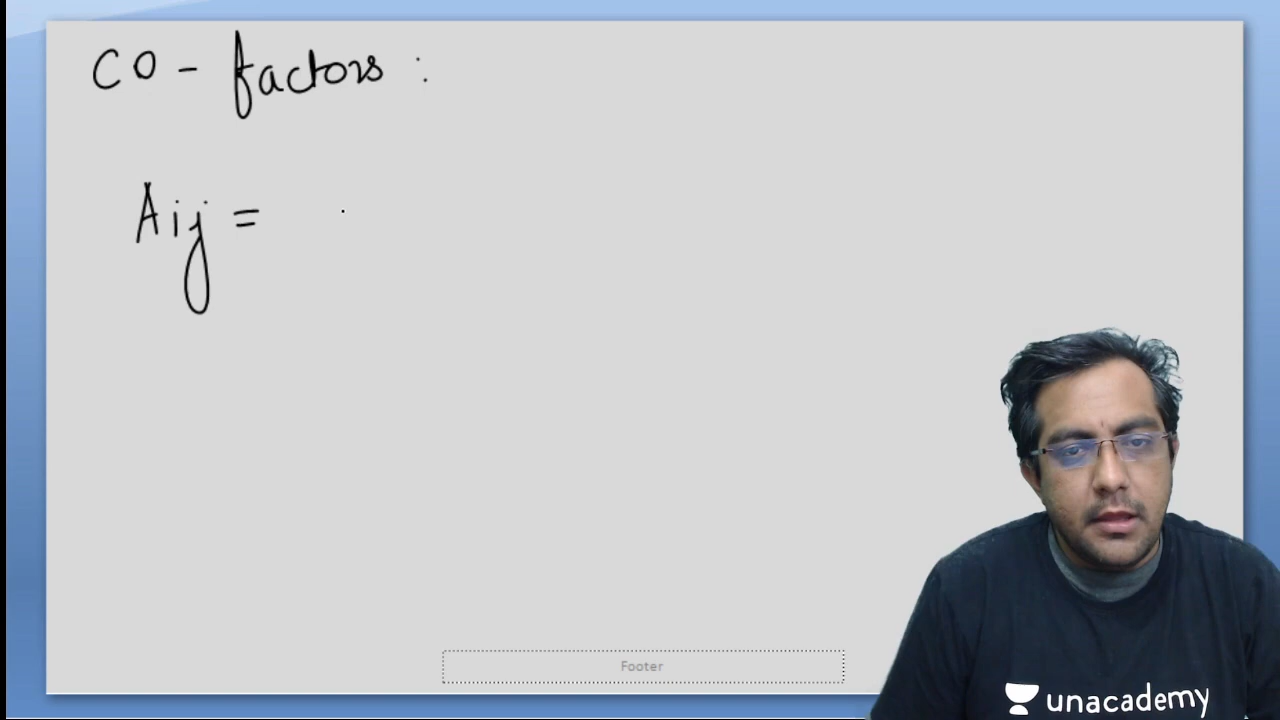 CO - factors :
Aij =
Footer
unacademy